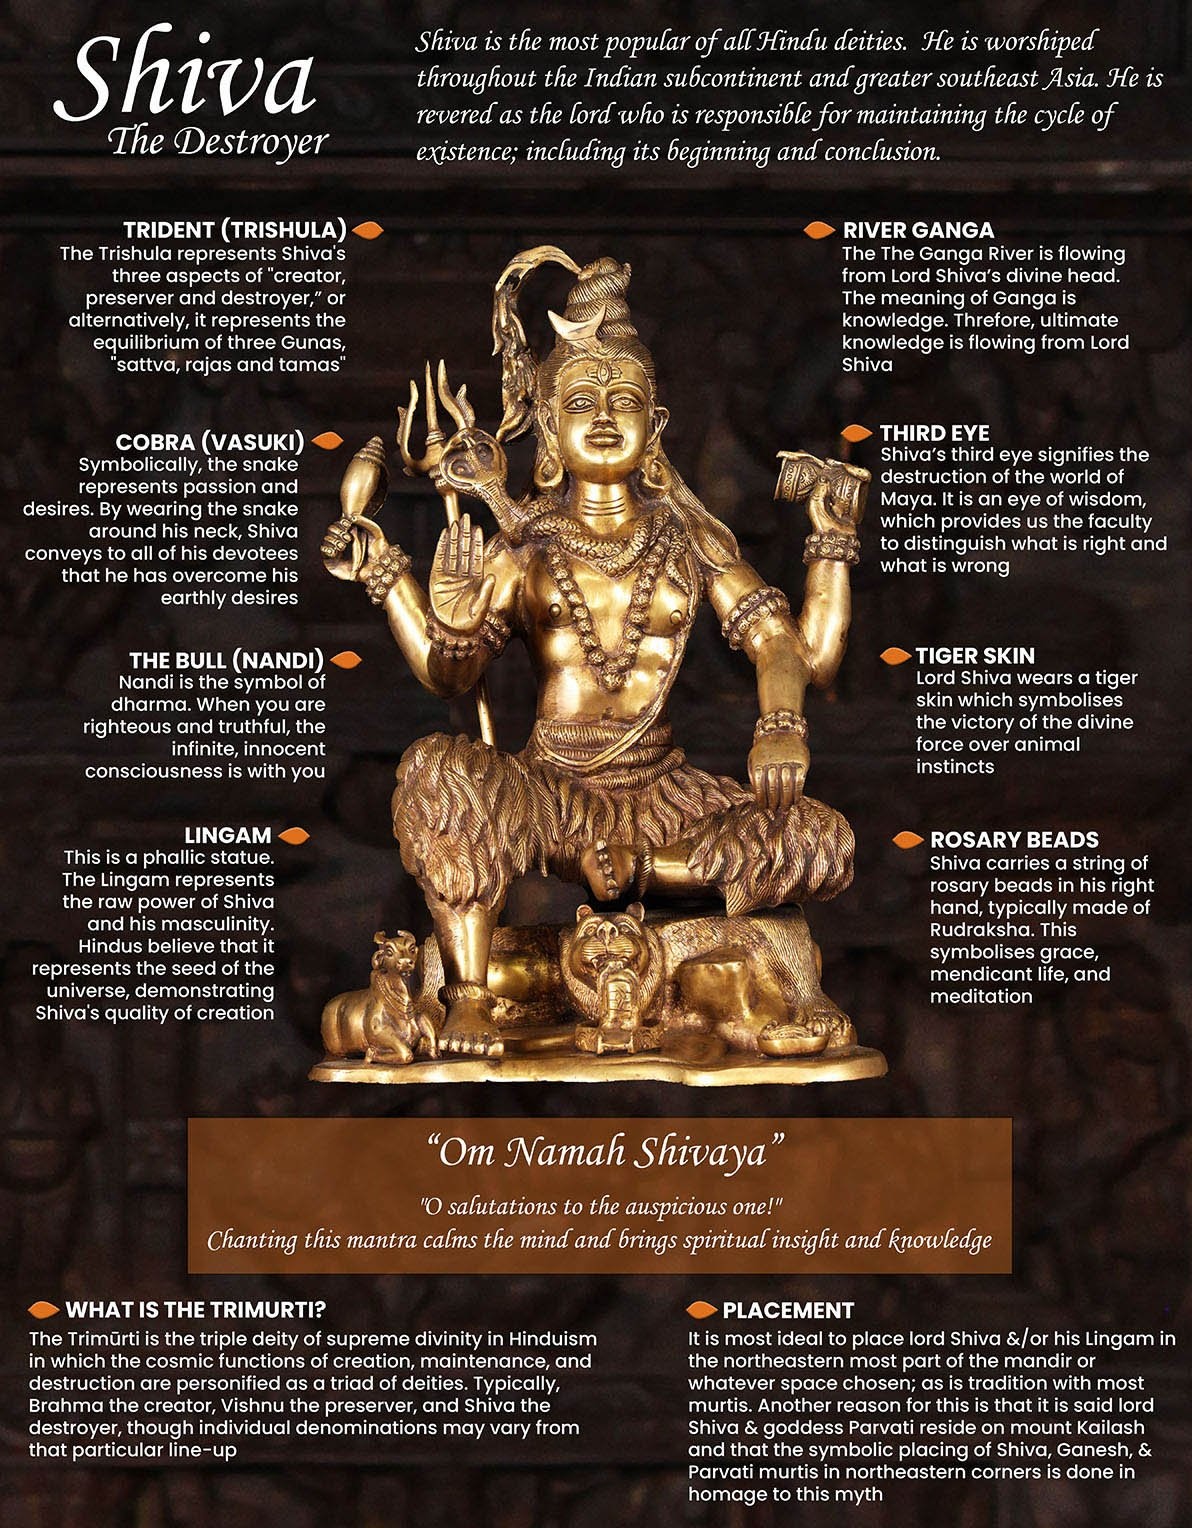 Shiva
The Destroyer
Shiva is the most popular of all Hindu deities. He is worshiped
throughout the Indian subcontinent and greater southeast Asia. He is
revered as the lord who is responsible for maintaining the cycle of
existence; including its beginning and conclusion.
TRIDENT (TRISHULA)
The Trishula represents Shiva's
three aspects of "creator,
preserver and destroyer,” or
alternatively, it represents the
equilibrium of three Gunas,
"sattva, rajas and tamas"
COBRA (VASUKI)
Symbolically, the snake
represents passion and
desires. By wearing the snake
around his neck, Shiva
conveys to all of his devotees
that he has overcome his
earthly desires
THE BULL (NANDI)
Nandi is the symbol of
dharma. When you are
righteous and truthful, the
infinite, innocent
consciousness is with you
LINGAM
This is a phallic statue.
The Lingam represents
the raw power of Shiva
and his masculinity.
Hindus believe that it
represents the seed of the
universe, demonstrating
Shiva's quality of creation
RIVER GANGA
The The Ganga River is flowing
from Lord Shiva’s divine head.
The meaning of Ganga is
knowledge. Threfore, ultimate
knowledge is flowing from Lord
Shiva
THIRD EYE
Shiva’s third eye signifies the
destruction of the world of
Maya. It is an eye of wisdom,
which provides us the faculty
to distinguish what is right and
what is wrong
TIGER SKIN
Lord Shiva wears a tiger
skin which symbolises
the victory of the divine
force over animal
instincts
ROSARY BEADS
Shiva carries a string of
rosary beads in his right
hand, typically made of
Rudraksha. This
symbolises grace,
mendicant life, and
meditation
“Om Namah Shivaya”
"O salutations to the auspicious one!"
Chanting this mantra calms the mind and brings spiritual insight and knowledge
WHAT IS THE TRIMURTI?
The Trimūrti is the triple deity of supreme divinity in Hinduism
in which the cosmic functions of creation, maintenance, and
destruction are personified as a triad of deities. Typically,
Brahma the creator, Vishnu the preserver, and Shiva the
destroyer, though individual denominations may vary from
that particular line-up
PLACEMENT
It is most ideal to place lord Shiva &/or his Lingam in
the northeastern most part of the mandir or
whatever space chosen; as is tradition with most
murtis. Another reason for this is that it is said lord
Shiva & goddess Parvati reside on mount Kailash
and that the symbolic placing of Shiva, Ganesh, &
Parvati murtis in northeastern corners is done in
homage to this myth